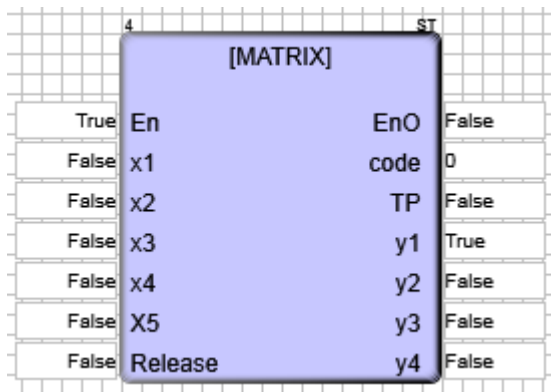 4 ST
[MATRIX]
True En EnO False
False x1 code 0
False x2 TP False
False x3 y1 True
False x4 y2 False
False X5 y3 False
False Release y4 False